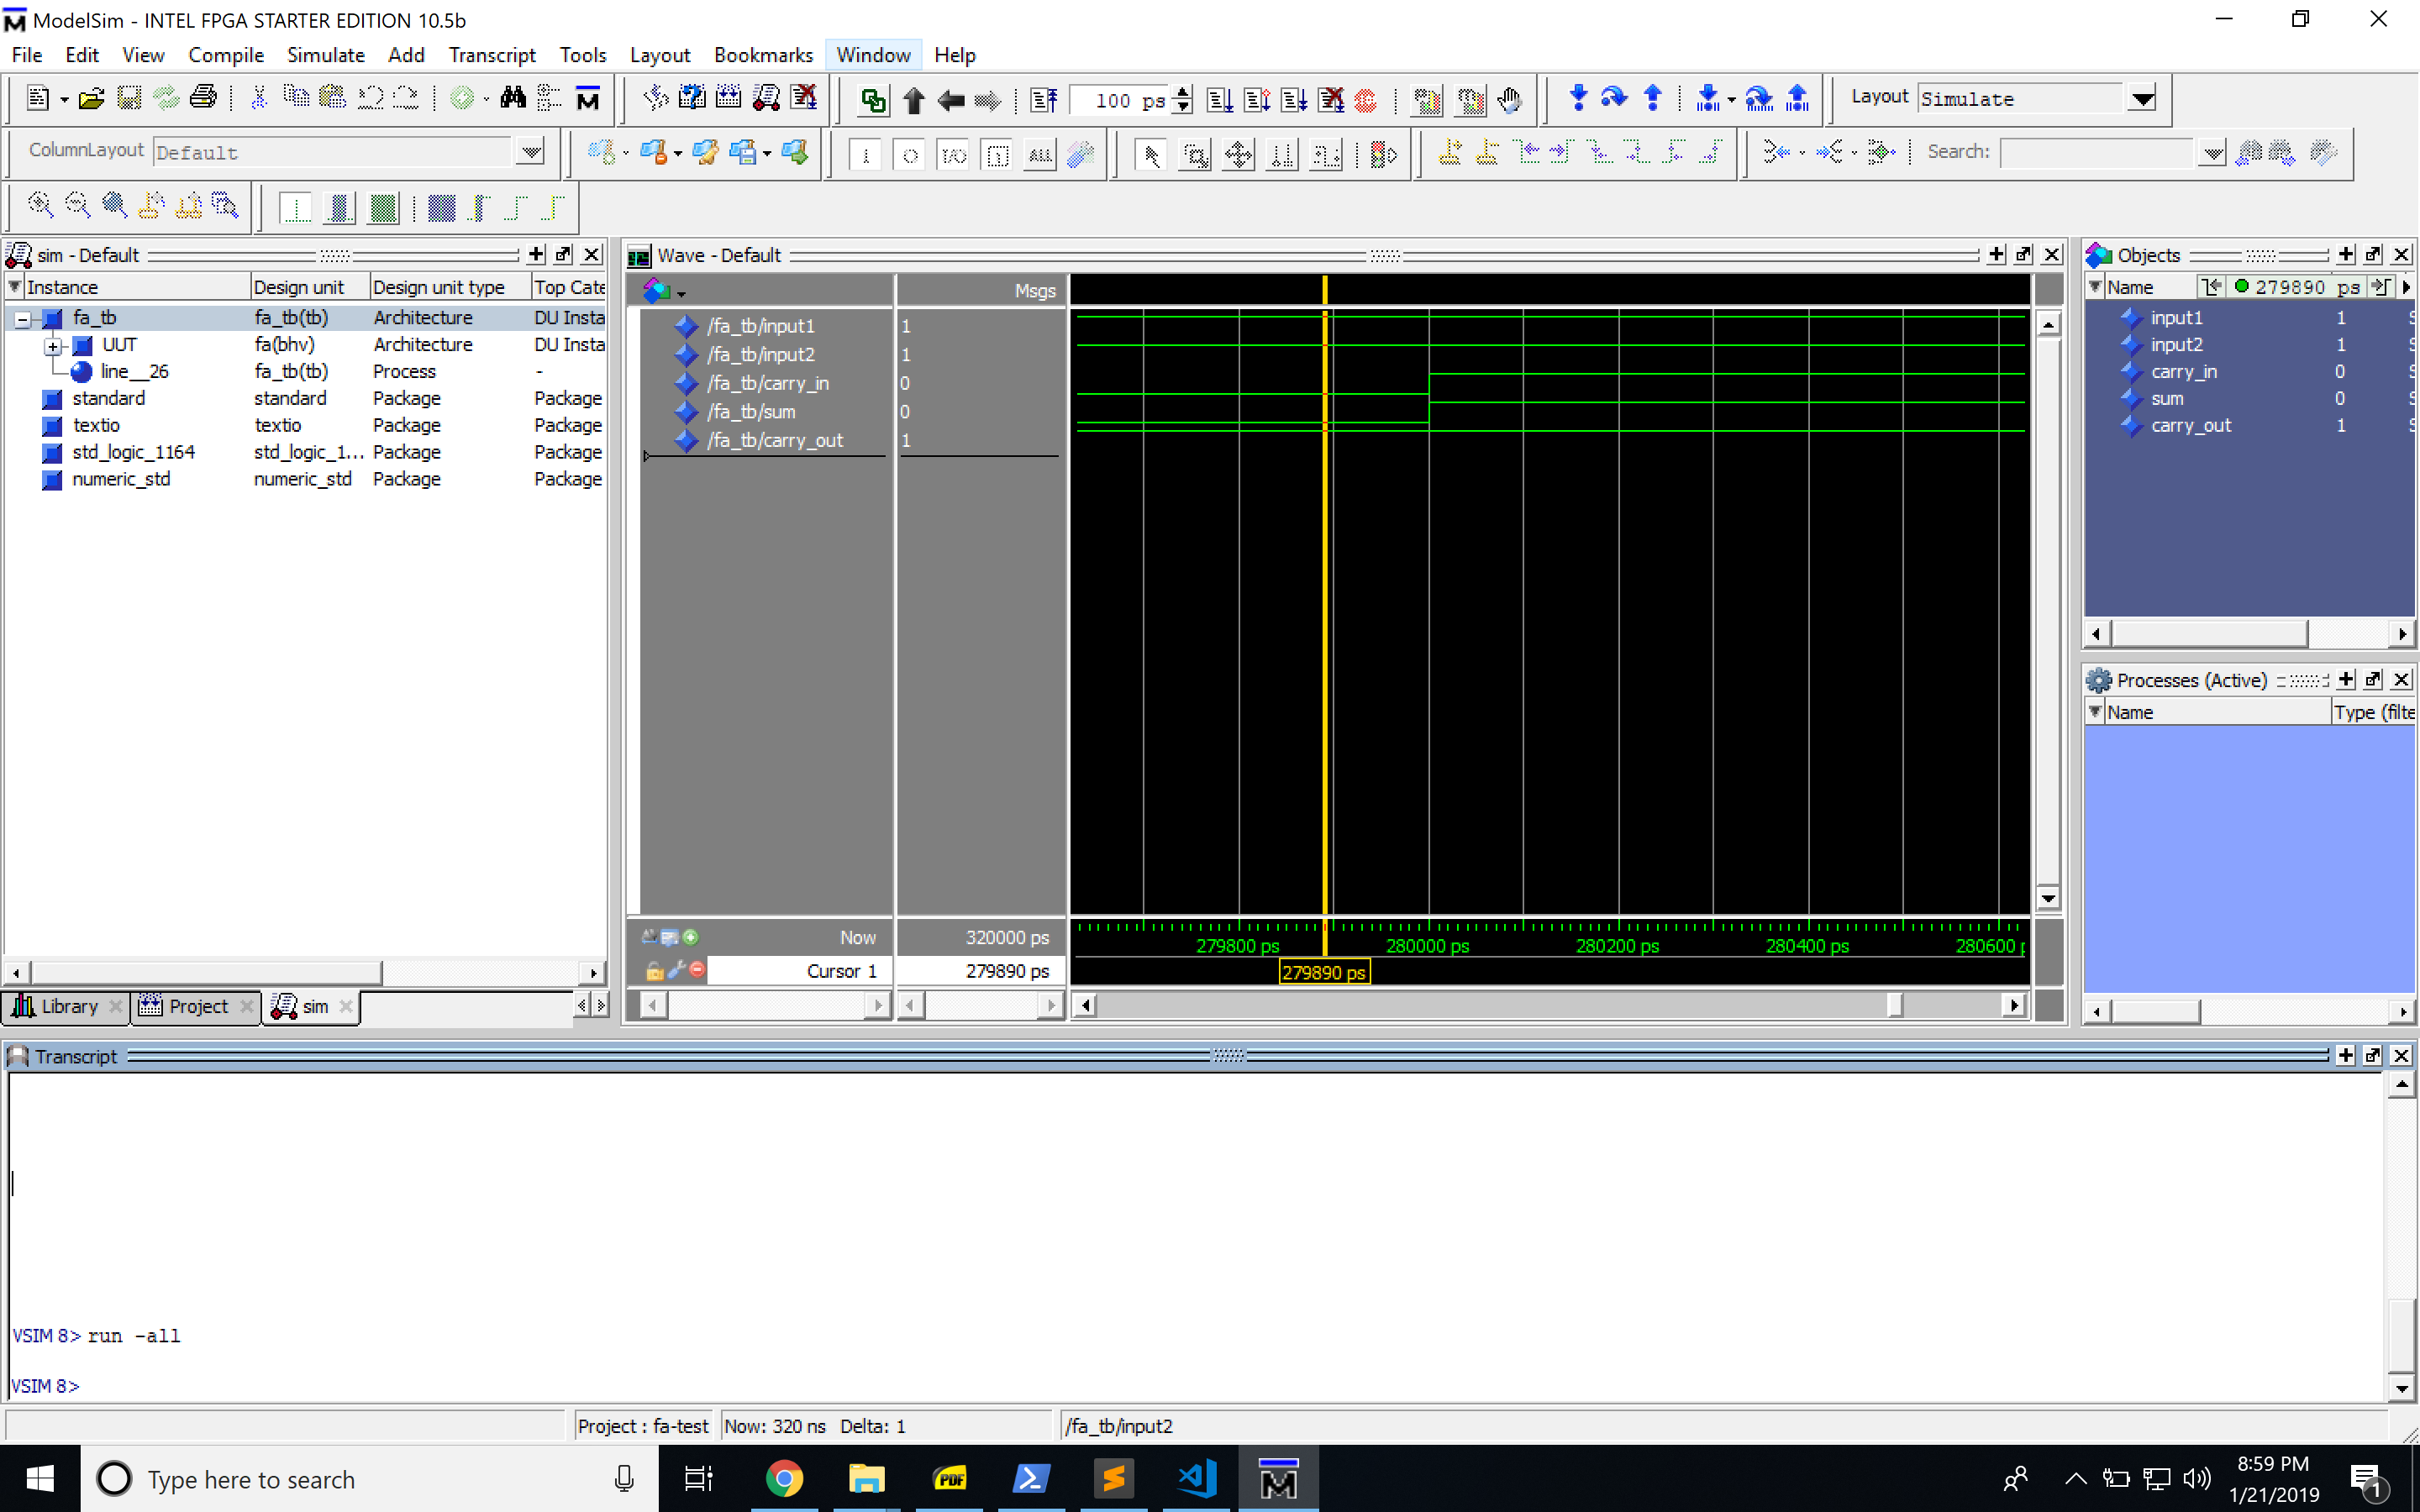 ModelSim - INTEL FPGA STARTER EDITION 10.5b
File Edit View Compile Simulate Add Transcript Tools Layout Bookmarks Window Help
100 ps
Layout Simulate
ColumnLayout Default
ALL
Search:
sim - Default
Instance Design unit Design unit type Top Cate
fa_tb fa_tb(tb) Architecture DU Insta
UUT fa(bhv) Architecture DU Insta
line__26 fa_tb(tb) Process -
standard standard Package Package
textio textio Package Package
std_logic_1164 std_logic_1... Package Package
numeric_std numeric_std Package Package
Library Project sim
Wave - Default
Msgs
/fa_tb/input1 1
/fa_tb/input2 1
/fa_tb/carry_in 0
/fa_tb/sum 0
/fa_tb/carry_out 1
Now 320000 ps
279800 ps 280000 ps 280200 ps 280400 ps 280600 p
Cursor 1 279890 ps
279890 ps
Objects
Name 279890 ps
input1 1 S
input2 1 S
carry_in 0 S
sum 0 S
carry_out 1 S
Processes (Active)
Name Type (filte
Transcript
VSIM 8> run -all
VSIM 8>
Project : fa-test Now: 320 ns Delta: 1 /fa_tb/input2
Type here to search
PDF
8:59 PM
1/21/2019
1